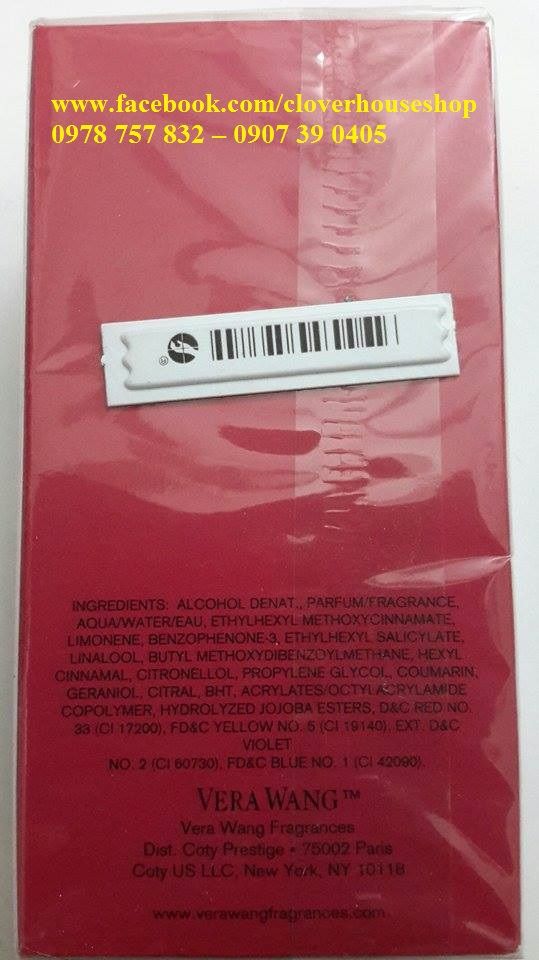 www.facebook.com/cloverhouseshop
0978 757 832 – 0907 39 0405
®
INGREDIENTS: ALCOHOL DENAT., PARFUM/FRAGRANCE,
AQUA/WATER/EAU, ETHYLHEXYL METHOXYCINNAMATE,
LIMONENE, BENZOPHENONE-3, ETHYLHEXYL SALICYLATE,
LINALOOL, BUTYL METHOXYDIBENZOYLMETHANE, HEXYL
CINNAMAL, CITRONELLOL, PROPYLENE GLYCOL, COUMARIN,
GERANIOL, CITRAL, BHT, ACRYLATES/OCTYLACRYLAMIDE
COPOLYMER, HYDROLYZED JOJOBA ESTERS, D&C RED NO.
33 (CI 17200), FD&C YELLOW NO. 5 (CI 19140), EXT. D&C
VIOLET
NO. 2 (CI 60730), FD&C BLUE NO. 1 (CI 42090).
VERA WANG™
Vera Wang Fragrances
Dist. Coty Prestige • 75002 Paris
Coty US LLC, New York, NY 10118
www.verawangfragrances.com